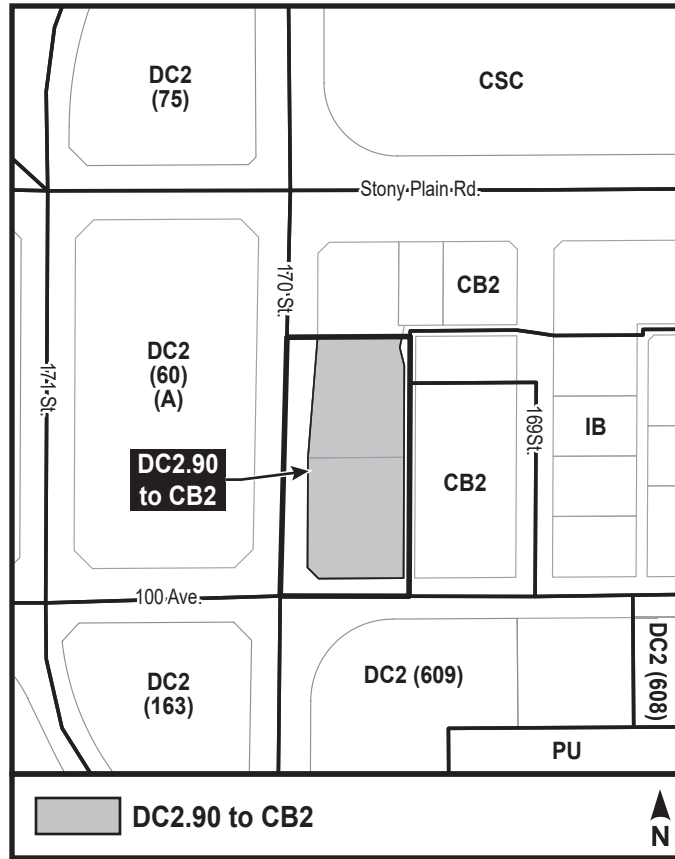 DC2
(75)
CSC
Stony Plain Rd.
170 St.
CB2
DC2
(60)
(A)
171 St.
169St.
IB
DC2.90
to CB2
CB2
100 Ave.
DC2
(163)
DC2 (609)
DC2 (608)
PU
DC2.90 to CB2
N